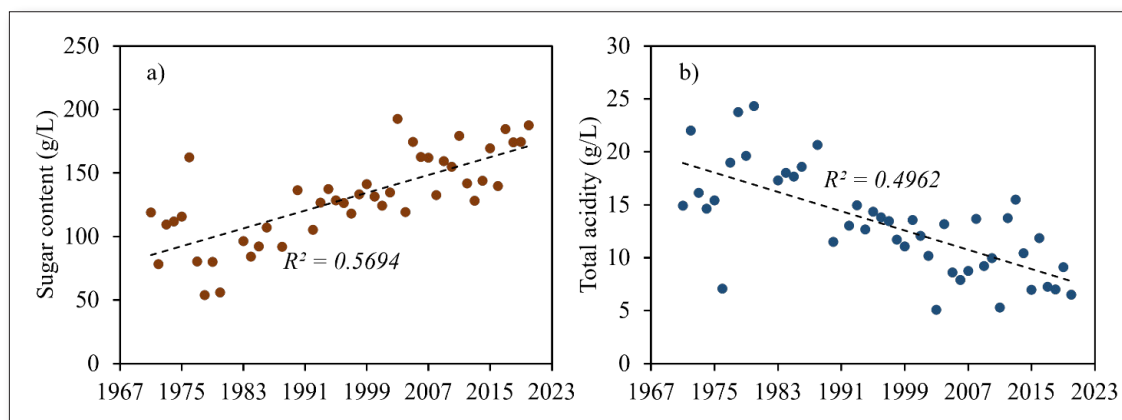 a)
Sugar content (g/L)
250
200
150
100
50
0
R² = 0.5694
1967 1975 1983 1991 1999 2007 2015 2023
b)
Total acidity (g/L)
30
25
20
15
10
5
0
R² = 0.4962
1967 1975 1983 1991 1999 2007 2015 2023